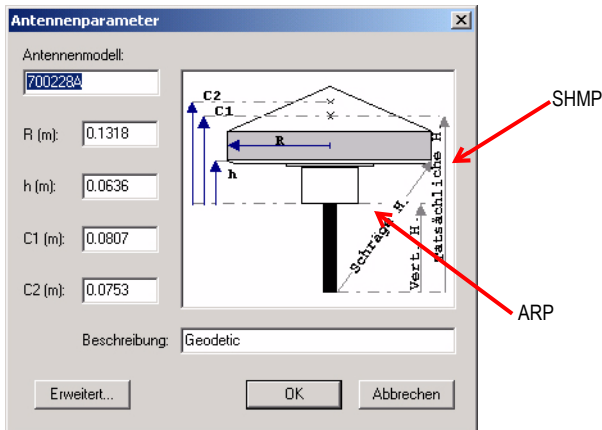 Antennenparameter
Antennenmodell:
700228A
R (m): 0.1318
h (m): 0.0636
C1 (m): 0.0807
C2 (m): 0.0753
C2
C1
R
h
Schräge H.
Vert. H.
Tatsächliche H.
SHMP
ARP
Beschreibung: Geodetic
Erweitert...
OK
Abbrechen